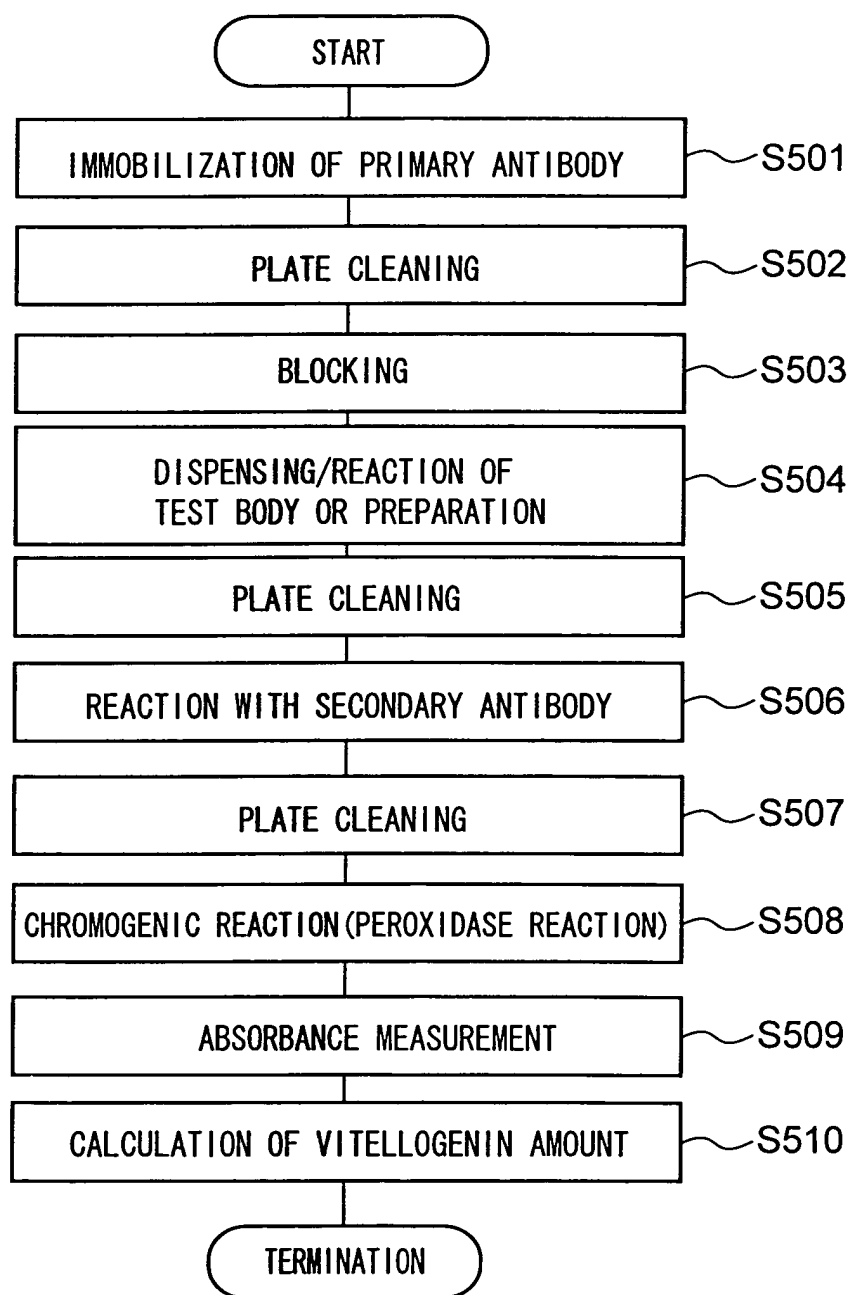 START
IMMOBILIZATION OF PRIMARY ANTIBODY
S501
PLATE CLEANING
S502
BLOCKING
S503
DISPENSING/REACTION OF
TEST BODY OR PREPARATION
S504
PLATE CLEANING
S505
REACTION WITH SECONDARY ANTIBODY
S506
PLATE CLEANING
S507
CHROMOGENIC REACTION(PEROXIDASE REACTION)
S508
ABSORBANCE MEASUREMENT
S509
CALCULATION OF VITELLOGENIN AMOUNT
S510
TERMINATION